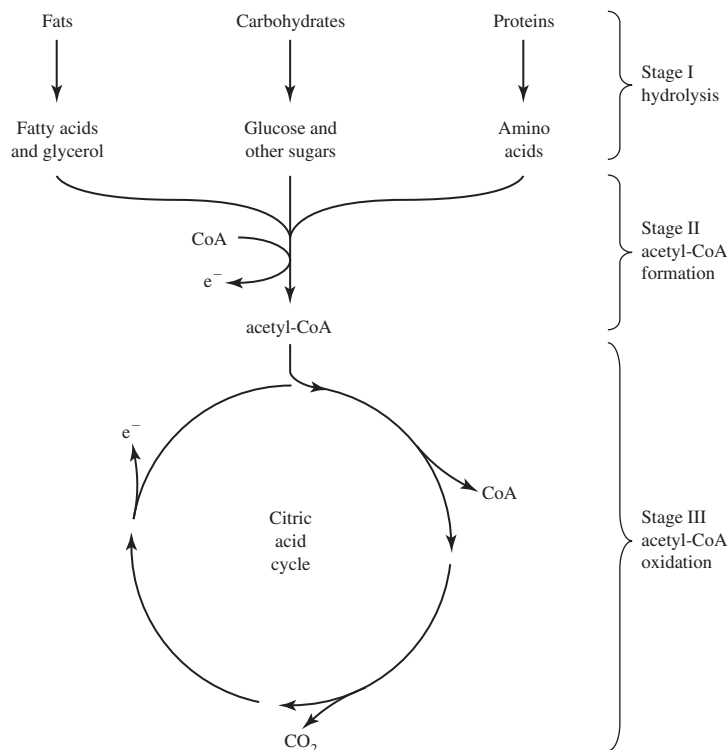 Fats
Carbohydrates
Proteins
Stage I
hydrolysis
Fatty acids
and glycerol
Glucose and
other sugars
Amino
acids
CoA
e⁻
Stage II
acetyl-CoA
formation
acetyl-CoA
e⁻
CoA
Citric
acid
cycle
Stage III
acetyl-CoA
oxidation
CO₂